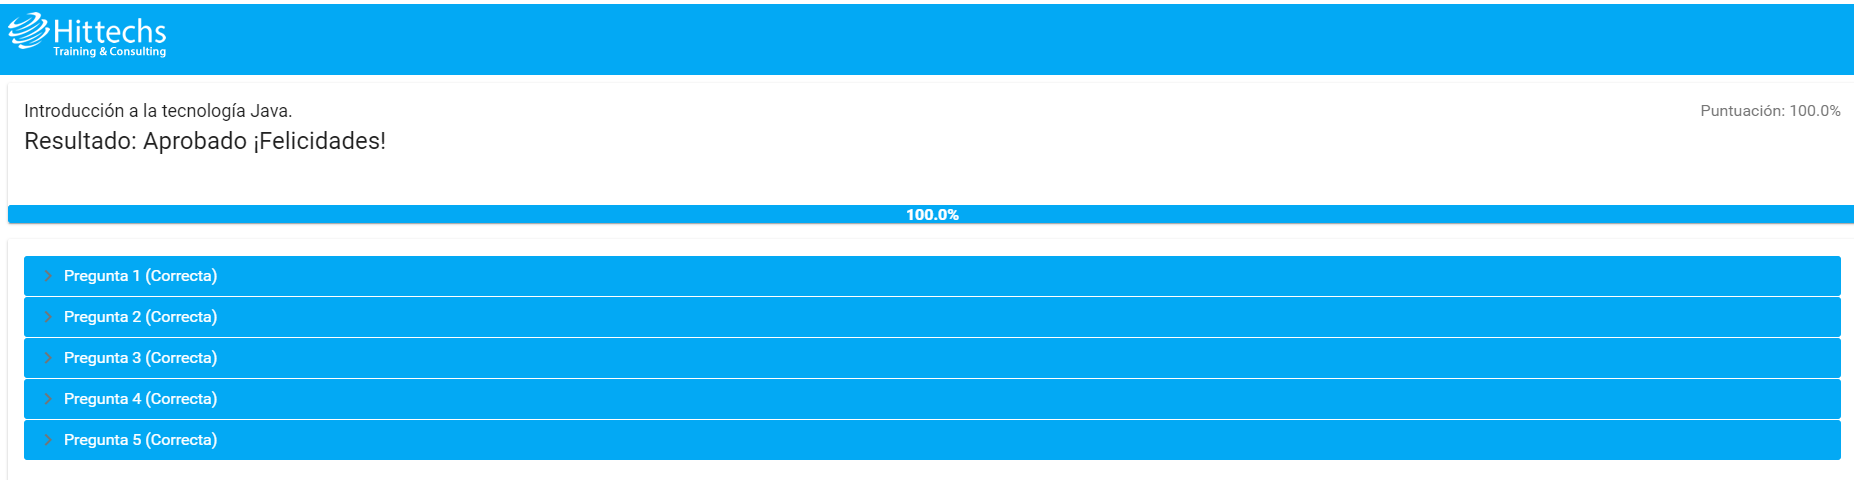 Hittechs
Training & Consulting
Introducción a la tecnología Java.
Puntuación: 100.0%
Resultado: Aprobado ¡Felicidades!
100.0%
Pregunta 1 (Correcta)
Pregunta 2 (Correcta)
Pregunta 3 (Correcta)
Pregunta 4 (Correcta)
Pregunta 5 (Correcta)